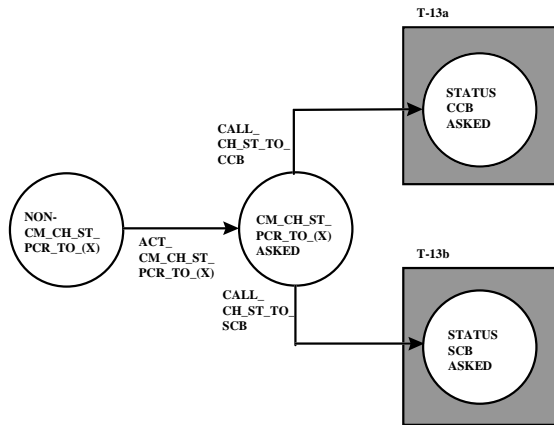 T-13a
STATUS
CCB
ASKED
CALL_
CH_ST_TO_
CCB
NON-
CM_CH_ST_
PCR_TO_(X)
ACT_
CM_CH_ST_
PCR_TO_(X)
CM_CH_ST_
PCR_TO_(X)
ASKED
CALL_
CH_ST_TO_
SCB
T-13b
STATUS
SCB
ASKED